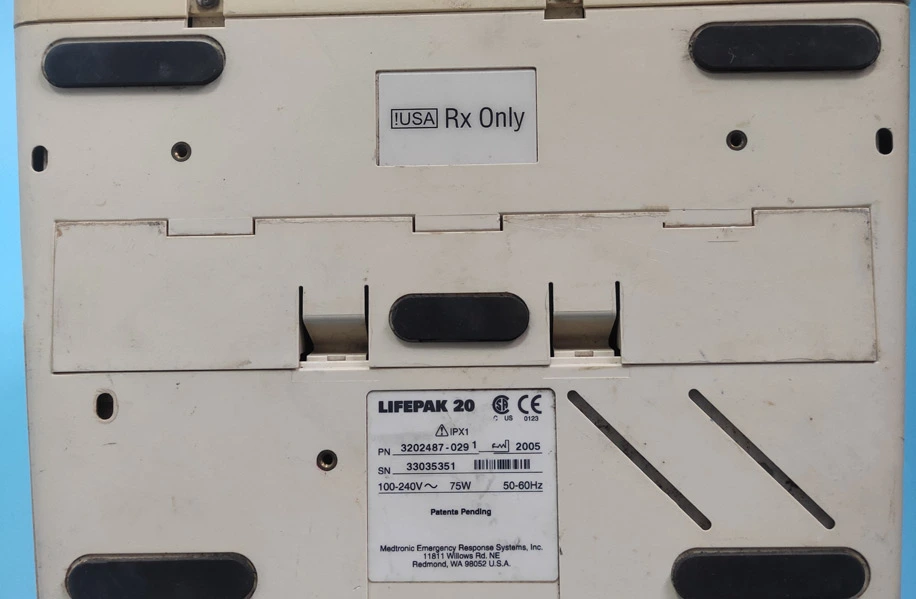 !USA Rx Only
LIFEPAK 20
C US 0123
IPX1
PN 3202487-029 1 2005
SN 33035351
100-240V～ 75W 50-60Hz
Patents Pending
Medtronic Emergency Response Systems, Inc.
11811 Willows Rd. NE
Redmond, WA 98052 U.S.A.